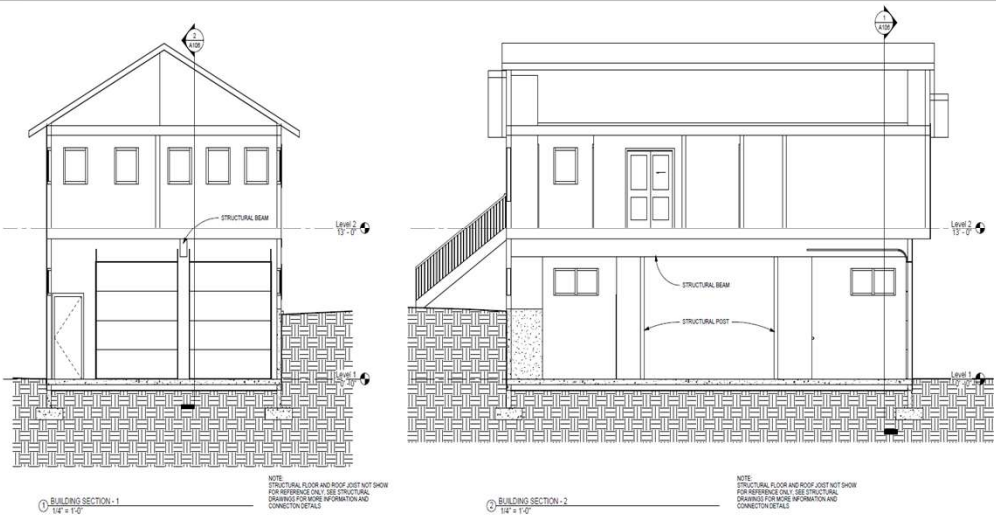 2
A106
1
A106
STRUCTURAL BEAM
Level 2
13' - 0"
Level 2
13' - 0"
STRUCTURAL BEAM
STRUCTURAL POST
Level 1
Level 1
1
BUILDING SECTION - 1
1/4" = 1'-0"
NOTE:
STRUCTURAL FLOOR AND ROOF JOIST NOT SHOW
FOR REFERENCE ONLY, SEE STRUCTURAL
DRAWINGS FOR MORE INFORMATION AND
CONNECTON DETAILS
2
BUILDING SECTION - 2
1/4" = 1'-0"
NOTE:
STRUCTURAL FLOOR AND ROOF JOIST NOT SHOW
FOR REFERENCE ONLY, SEE STRUCTURAL
DRAWINGS FOR MORE INFORMATION AND
CONNECTON DETAILS